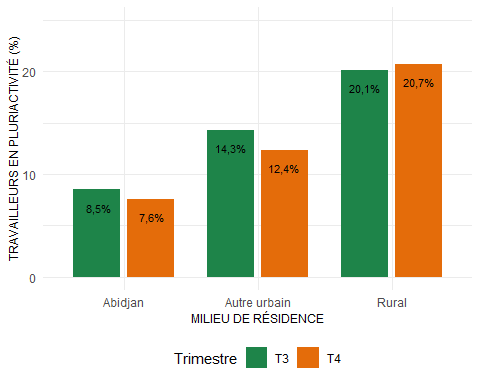 TRAVAILLEURS EN PLURIACTIVITÉ (%)
20
10
0
8,5%
7,6%
14,3%
12,4%
20,1%
20,7%
Abidjan
Autre urbain
Rural
MILIEU DE RÉSIDENCE
Trimestre
T3
T4